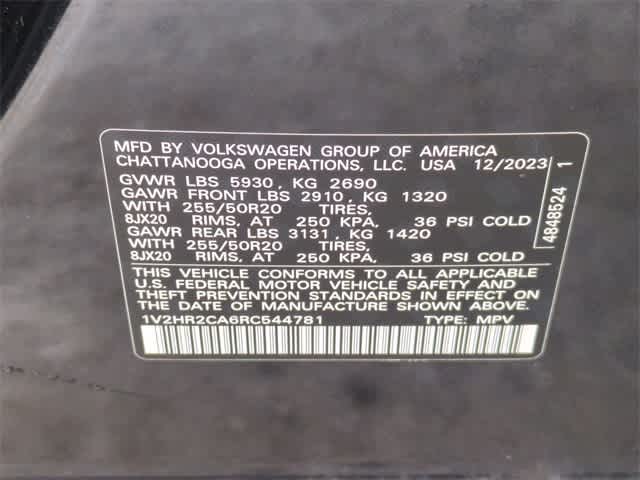 MFD BY VOLKSWAGEN GROUP OF AMERICA
CHATTANOOGA OPERATIONS, LLC. USA 12/2023
GVWR LBS 5930, KG 2690
GAWR FRONT LBS 2910, KG 1320
WITH 255/50R20 TIRES,
8JX20 RIMS, AT 250 KPA, 36 PSI COLD
GAWR REAR LBS 3131, KG 1420
WITH 255/50R20 TIRES,
8JX20 RIMS, AT 250 KPA, 36 PSI COLD
THIS VEHICLE CONFORMS TO ALL APPLICABLE
U.S. FEDERAL MOTOR VEHICLE SAFETY AND
THEFT PREVENTION STANDARDS IN EFFECT ON
THE DATE OF MANUFACTURE SHOWN ABOVE.
1V2HR2CA6RC544781 TYPE: MPV
4848524 1